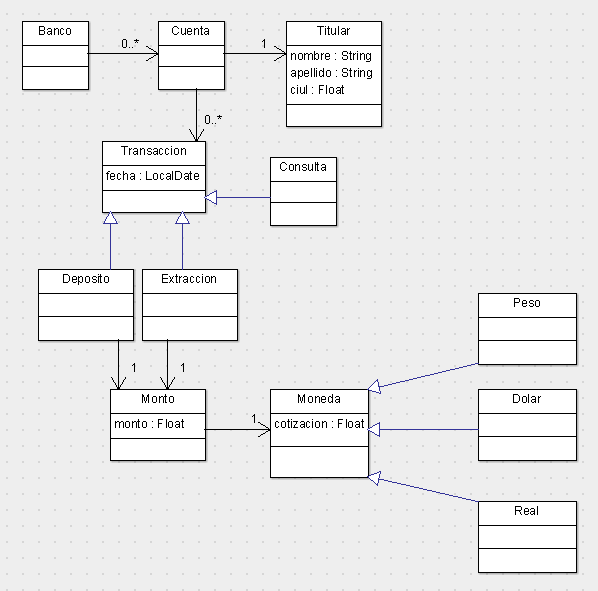 Banco
Cuenta
Titular
0..*
1
nombre : String
apellido : String
ciul : Float
0..*
Transaccion
fecha : LocalDate
Consulta
Deposito
Extraccion
Peso
1
1
Monto
monto : Float
1
Moneda
cotizacion : Float
Dolar
Real